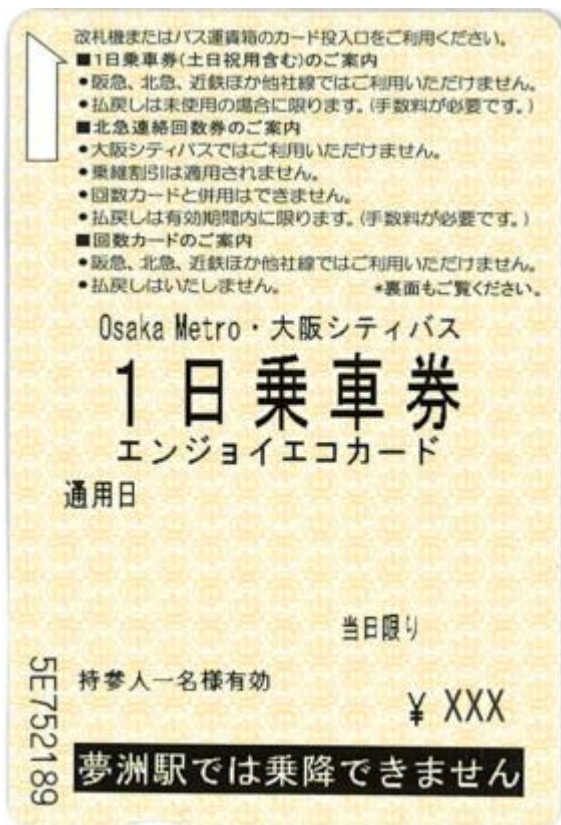 改札機またはバス運賃箱のカード投入口をご利用ください。
■1日乗車券(土日祝用含む)のご案内
●阪急、北急、近鉄ほか他社線ではご利用いただけません。
●払戻しは未使用の場合に限ります。(手数料が必要です。)
■北急連絡回数券のご案内
●大阪シティバスではご利用いただけません。
●乗継割引は適用されません。
●回数カードと併用はできません。
●払戻しは有効期間内に限ります。(手数料が必要です。)
■回数カードのご案内
●阪急、北急、近鉄ほか他社線ではご利用いただけません。
●払戻しはいたしません。 *裏面もご覧ください。
Osaka Metro・大阪シティバス
1日乗車券
エンジョイエコカード
通用日
当日限り
持参人一名様有効
¥ XXX
夢洲駅では乗降できません
5E752189